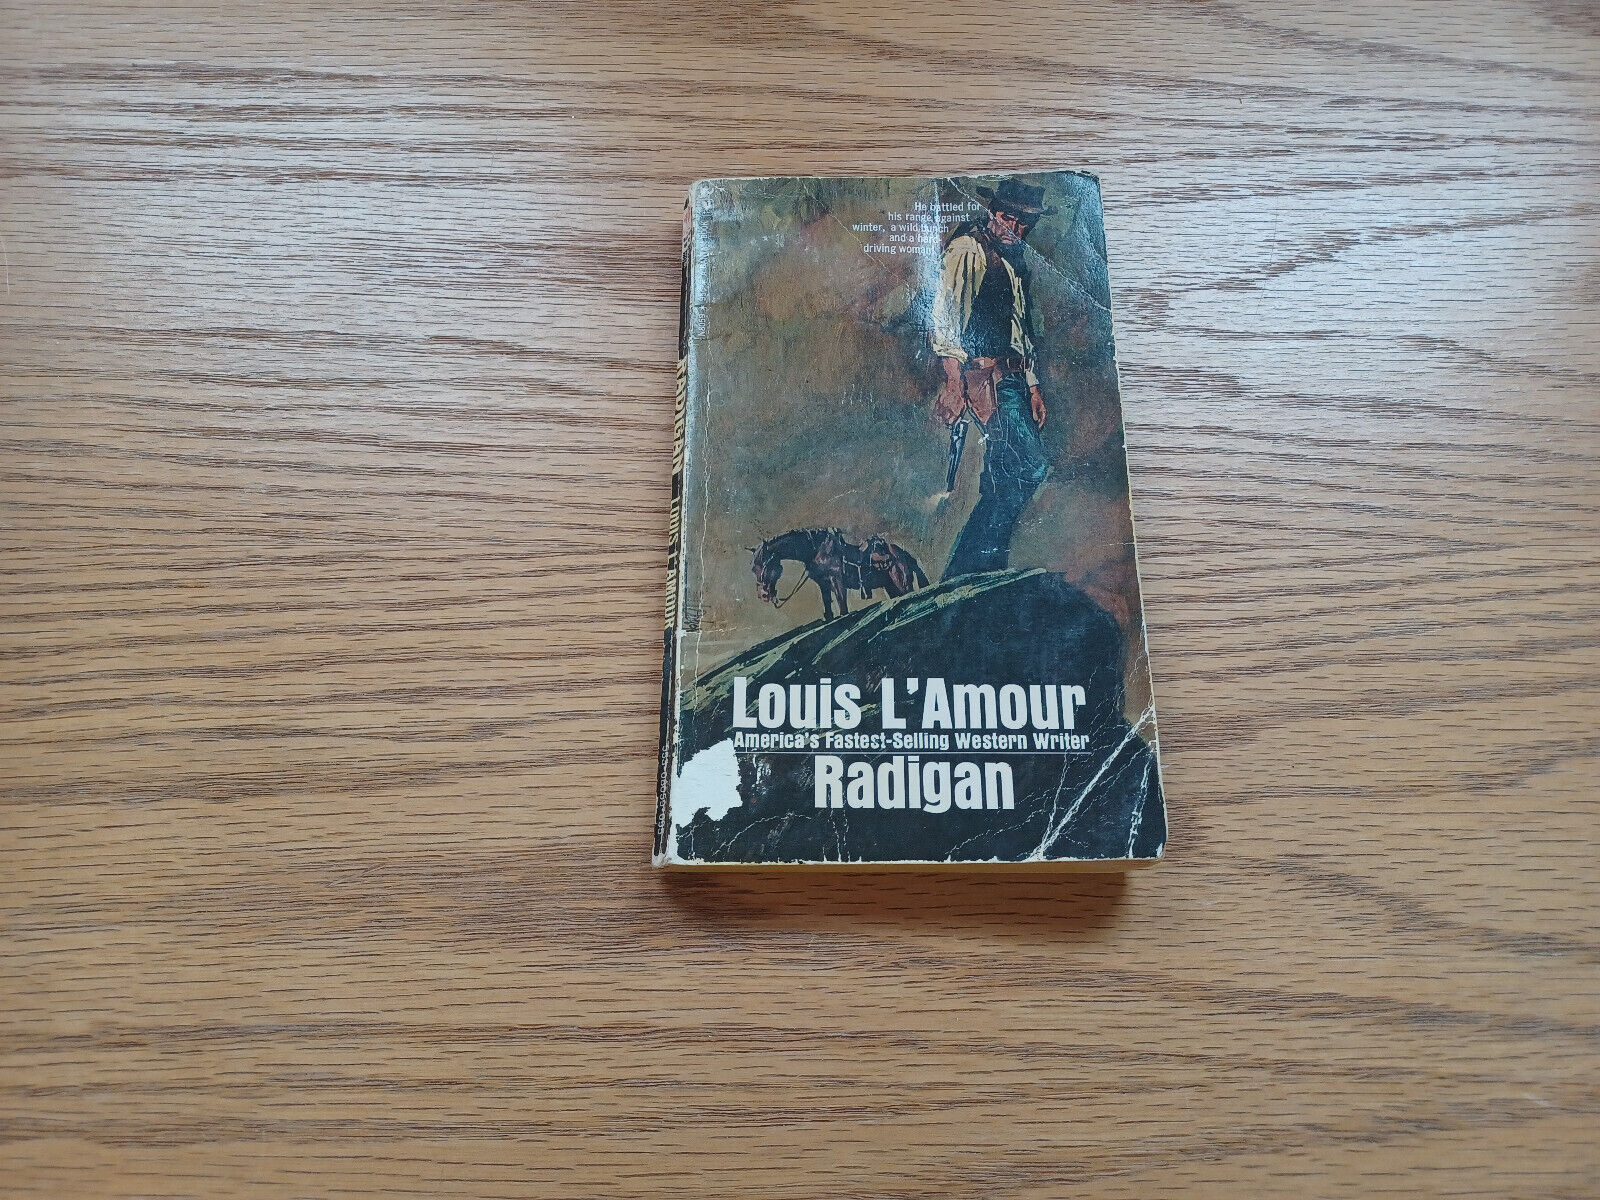 He battled for
his range against
winter, a wild bunch
and a hard
driving woman
Louis L'Amour
America's Fastest-Selling Western Writer
Radigan
RADIGAN LOUIS L'AMOUR